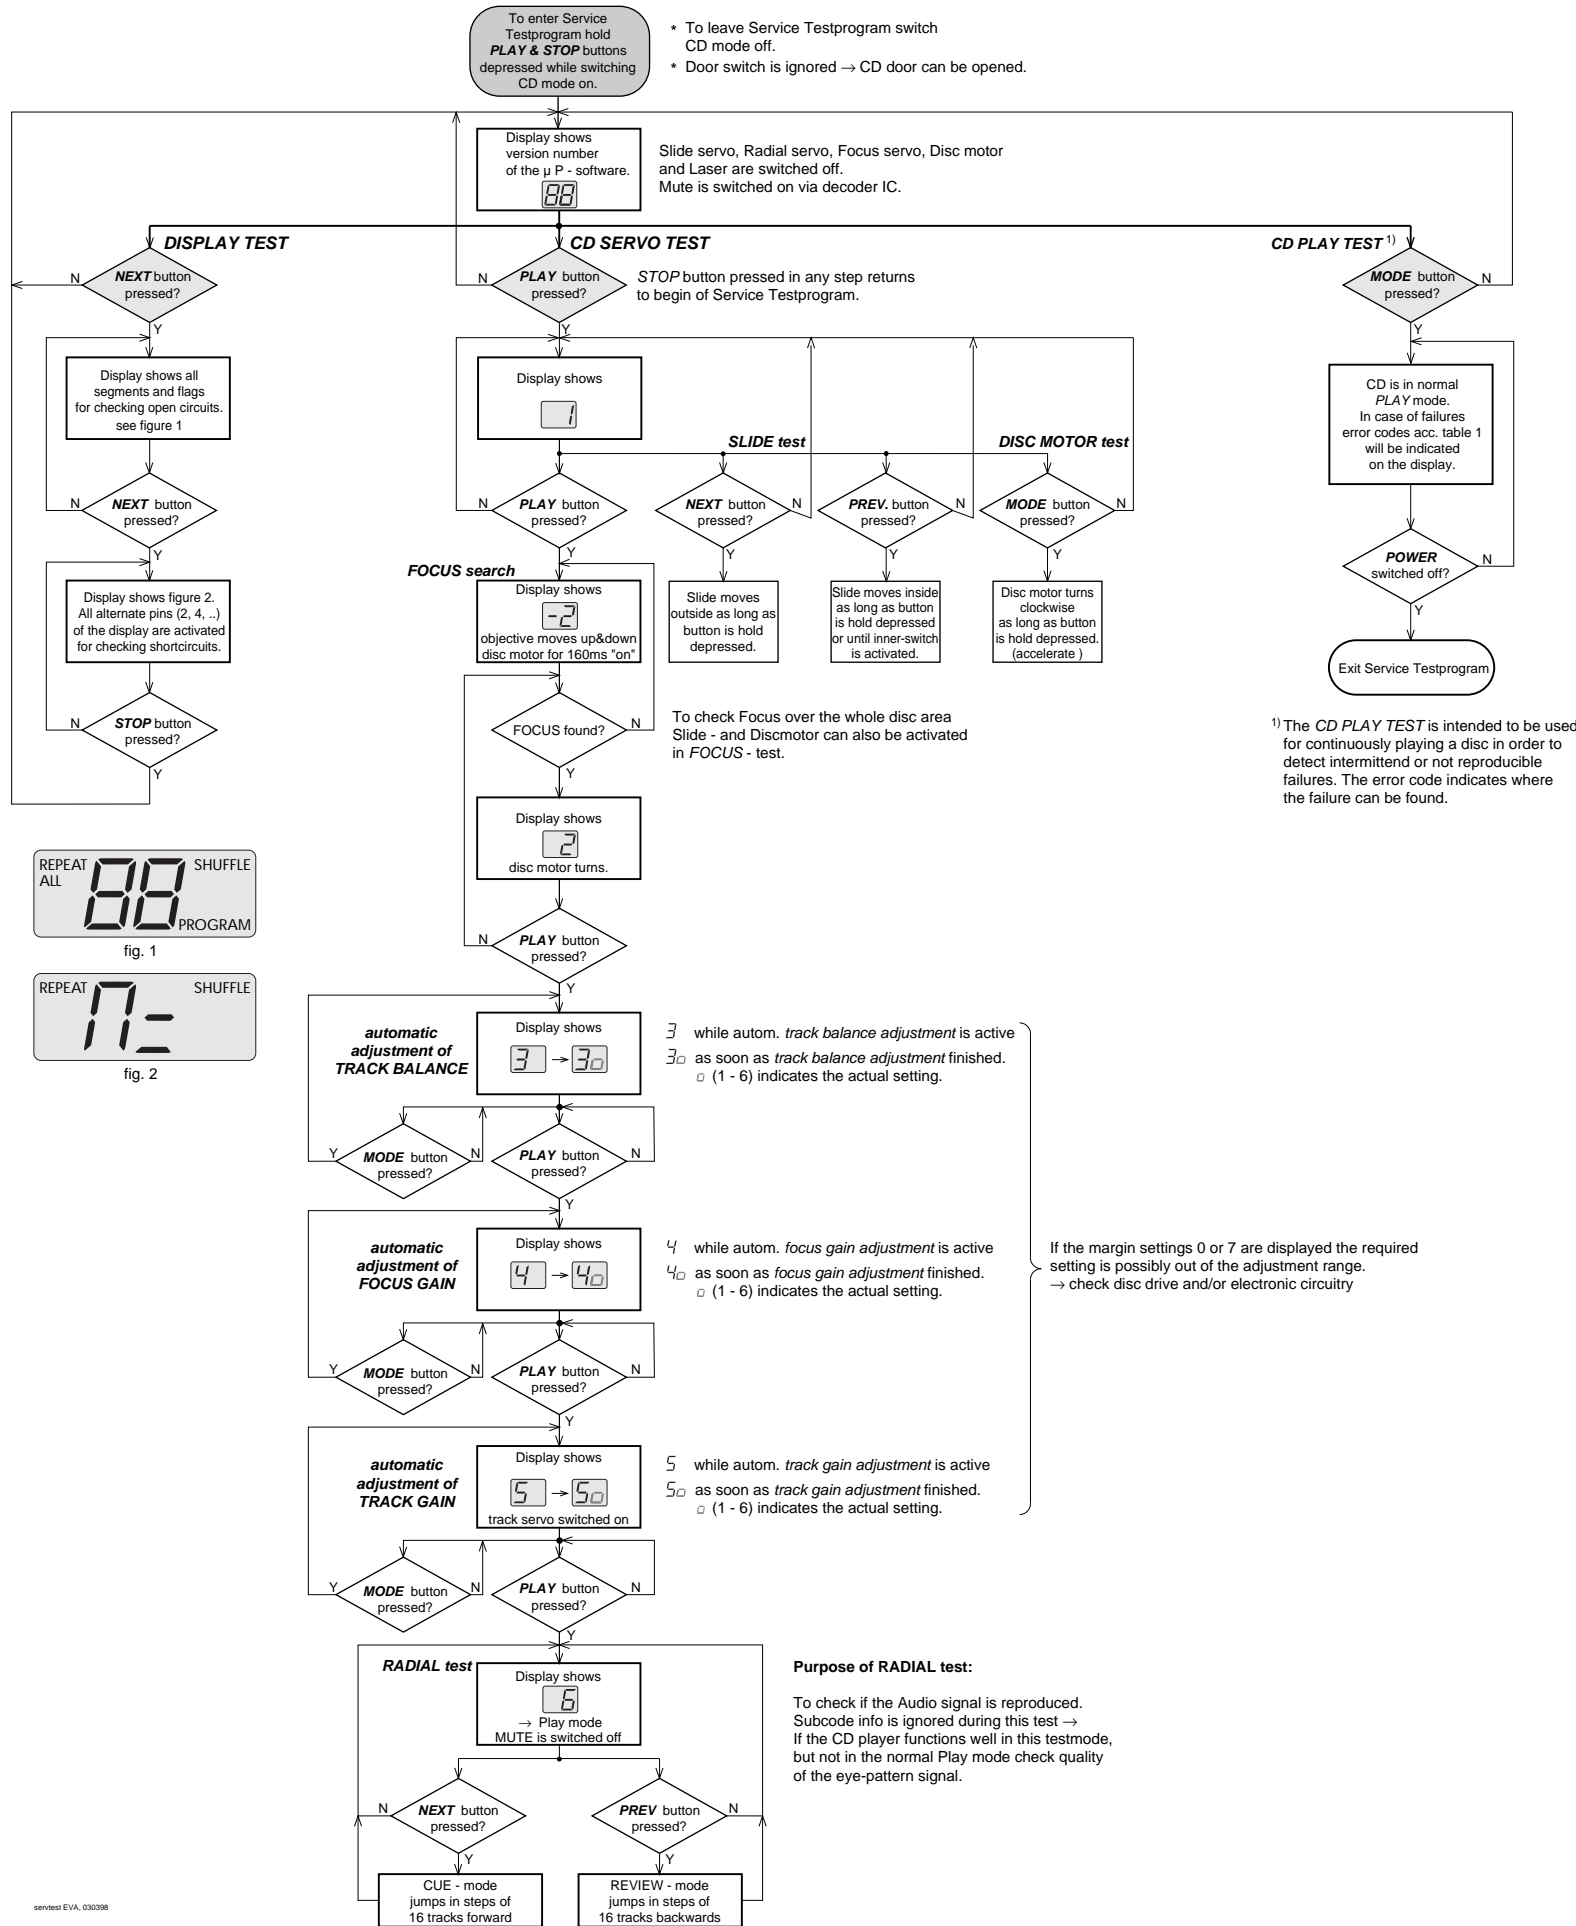 To enter Service
Testprogram hold
PLAY & STOP buttons
depressed while switching
CD mode on.
* To leave Service Testprogram switch
CD mode off.
* Door switch is ignored → CD door can be opened.
Display shows
version number
of the µ P - software.
88
Slide servo, Radial servo, Focus servo, Disc motor
and Laser are switched off.
Mute is switched on via decoder IC.
DISPLAY TEST
NEXT button
pressed?
N
Y
CD SERVO TEST
PLAY button
pressed?
N
Y
STOP button pressed in any step returns
to begin of Service Testprogram.
CD PLAY TEST 1)
MODE button
pressed?
N
Y
Display shows all
segments and flags
for checking open circuits.
see figure 1
NEXT button
pressed?
N
Y
Display shows figure 2.
All alternate pins (2, 4, ..)
of the display are activated
for checking shortcircuits.
STOP button
pressed?
N
Y
Display shows
1
SLIDE test
DISC MOTOR test
PLAY button
pressed?
N
Y
NEXT button
pressed?
N
Y
PREV. button
pressed?
N
Y
MODE button
pressed?
N
Y
CD is in normal
PLAY mode.
In case of failures
error codes acc. table 1
will be indicated
on the display.
POWER
switched off?
N
Y
Exit Service Testprogram
FOCUS search
Display shows
-2
objective moves up&down
disc motor for 160ms "on"
Slide moves
outside as long as
button is hold
depressed.
Slide moves inside
as long as button
is hold depressed
or until inner-switch
is activated.
Disc motor turns
clockwise
as long as button
is hold depressed.
(accelerate )
FOCUS found?
N
Y
To check Focus over the whole disc area
Slide - and Discmotor can also be activated
in FOCUS - test.
1) The CD PLAY TEST is intended to be used
for continuously playing a disc in order to
detect intermittend or not reproducible
failures. The error code indicates where
the failure can be found.
Display shows
2
disc motor turns.
PLAY button
pressed?
N
Y
REPEAT
ALL
88
SHUFFLE
PROGRAM
fig. 1
REPEAT
SHUFFLE
fig. 2
automatic
adjustment of
TRACK BALANCE
Display shows
3 → 3o
3 while autom. track balance adjustment is active
3o as soon as track balance adjustment finished.
o (1 - 6) indicates the actual setting.
MODE button
pressed?
Y
N
PLAY button
pressed?
N
Y
automatic
adjustment of
FOCUS GAIN
Display shows
4 → 4o
4 while autom. focus gain adjustment is active
4o as soon as focus gain adjustment finished.
o (1 - 6) indicates the actual setting.
If the margin settings 0 or 7 are displayed the required
setting is possibly out of the adjustment range.
→ check disc drive and/or electronic circuitry
MODE button
pressed?
Y
N
PLAY button
pressed?
N
Y
automatic
adjustment of
TRACK GAIN
Display shows
5 → 5o
track servo switched on
5 while autom. track gain adjustment is active
5o as soon as track gain adjustment finished.
o (1 - 6) indicates the actual setting.
MODE button
pressed?
Y
N
PLAY button
pressed?
N
Y
RADIAL test
Display shows
6
→ Play mode
MUTE is switched off
Purpose of RADIAL test:
To check if the Audio signal is reproduced.
Subcode info is ignored during this test →
If the CD player functions well in this testmode,
but not in the normal Play mode check quality
of the eye-pattern signal.
NEXT button
pressed?
N
Y
PREV button
pressed?
N
Y
CUE - mode
jumps in steps of
16 tracks forward
REVIEW - mode
jumps in steps of
16 tracks backwards
servtest EVA, 030398